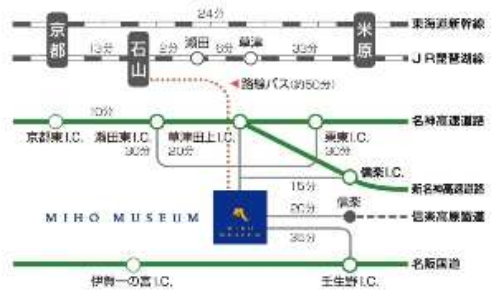 24分
東海道新幹線
京都
石山
米原
13分
2分
瀬田
6分
草津
33分
JR琵琶湖線
路線バス(約50分)
10分
名神高速道路
京都東I.C.
瀬田東I.C.
草津田上I.C.
栗東I.C.
30分
20分
30分
信楽I.C.
15分
新名神高速道路
MIHO MUSEUM
MIHO
MUSEUM
20分
信楽
信楽高原鐵道
35分
名阪国道
伊賀一の宮I.C.
壬生野I.C.